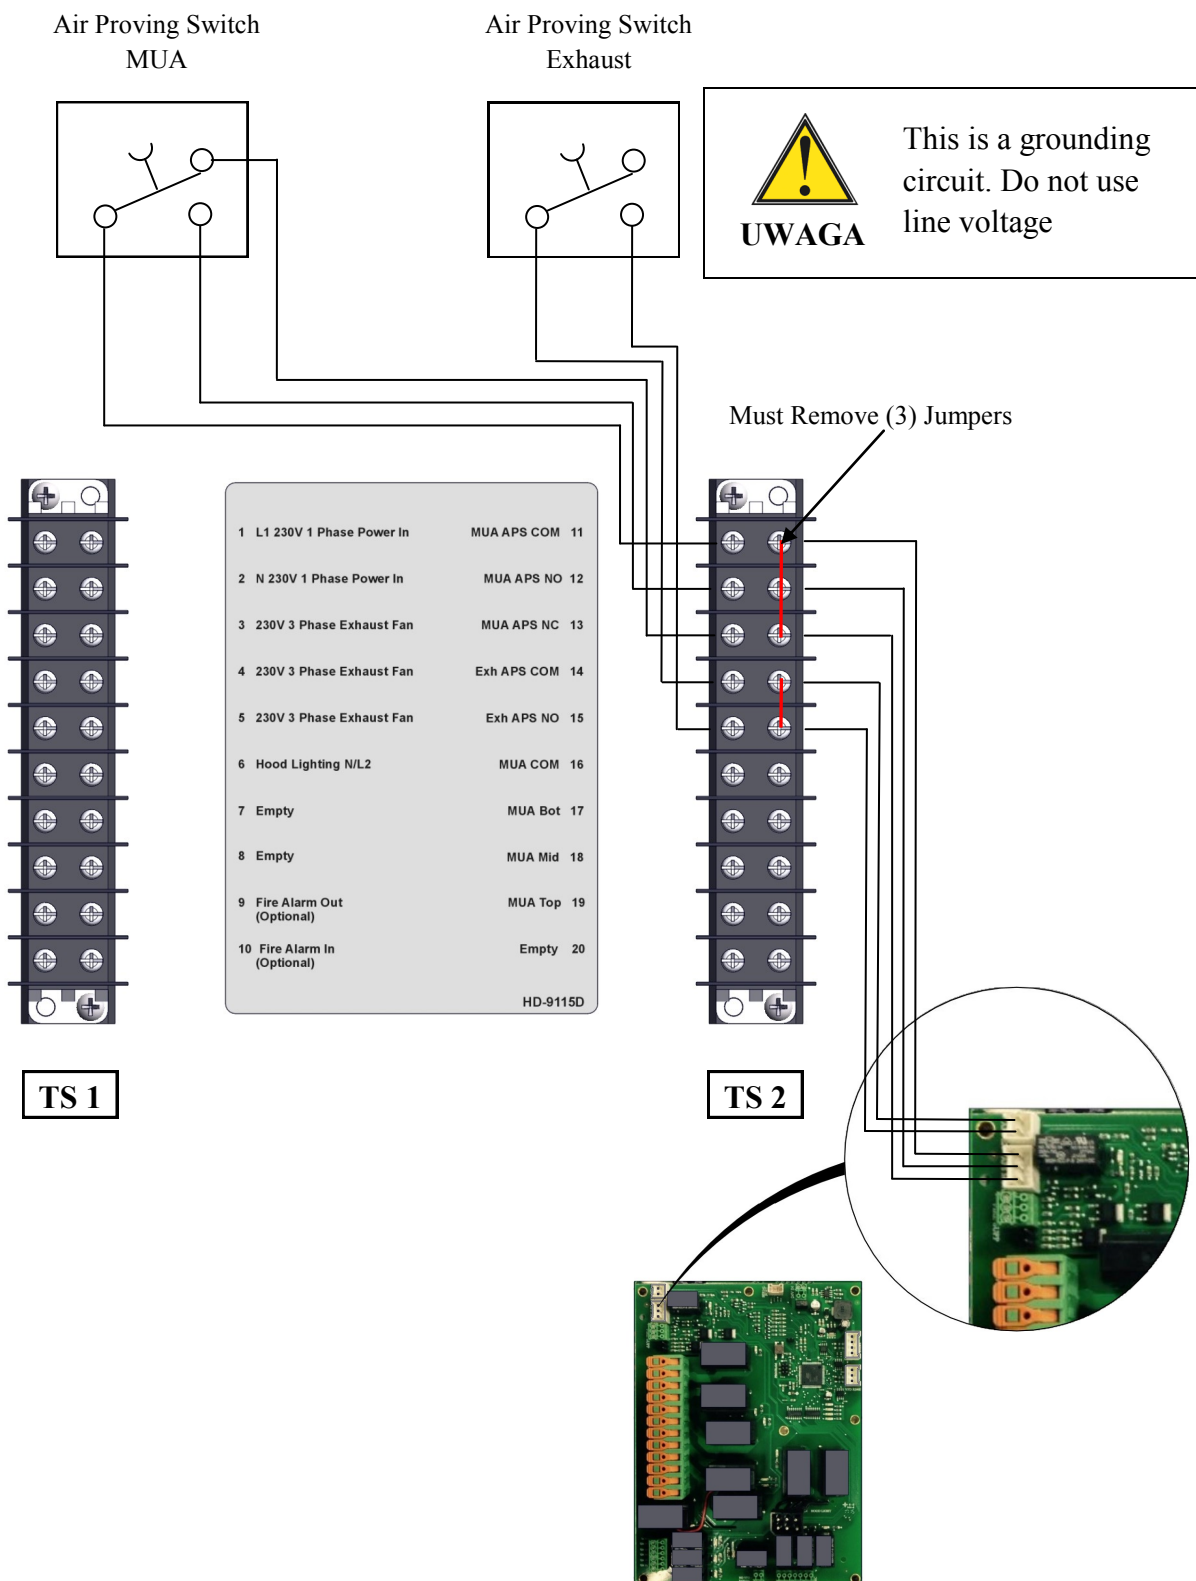 Air Proving Switch
MUA
Air Proving Switch
Exhaust
This is a grounding
circuit. Do not use
line voltage
UWAGA
Must Remove (3) Jumpers
1 L1 230V 1 Phase Power In MUA APS COM 11
2 N 230V 1 Phase Power In MUA APS NO 12
3 230V 3 Phase Exhaust Fan MUA APS NC 13
4 230V 3 Phase Exhaust Fan Exh APS COM 14
5 230V 3 Phase Exhaust Fan Exh APS NO 15
6 Hood Lighting N/L2 MUA COM 16
7 Empty MUA Bot 17
8 Empty MUA Mid 18
9 Fire Alarm Out MUA Top 19
(Optional)
10 Fire Alarm In Empty 20
(Optional)
HD-9115D
TS 1
TS 2